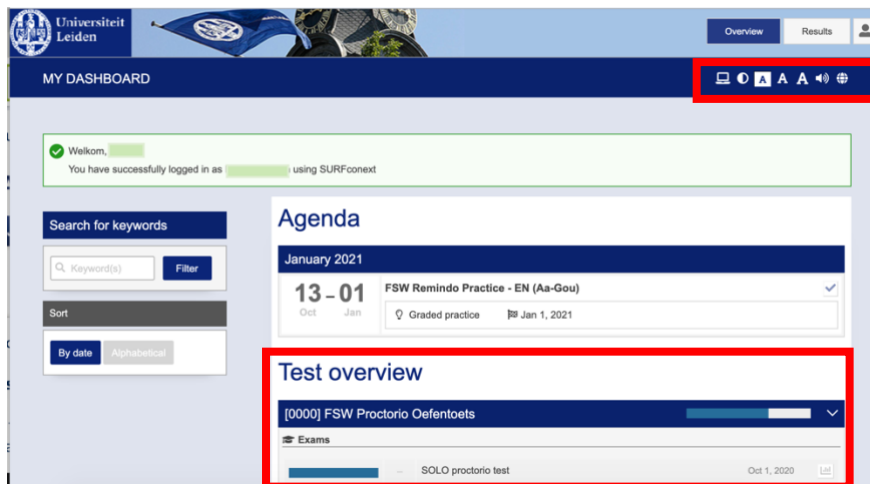 Universiteit
Leiden
Overview
Results
MY DASHBOARD
A A A
Welkom,
You have successfully logged in as using SURFconext
Search for keywords
Keyword(s)
Filter
Sort
By date
Alphabetical
Agenda
January 2021
13 - 01
Oct Jan
FSW Remindo Practice - EN (Aa-Gou)
Graded practice Jan 1, 2021
Test overview
[0000] FSW Proctorio Oefentoets
Exams
– SOLO proctorio test Oct 1, 2020